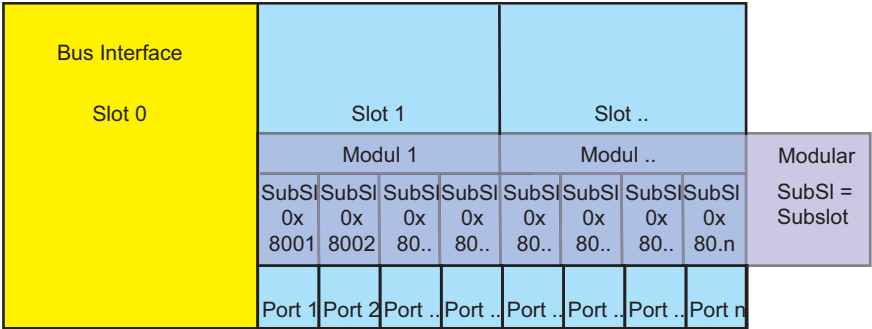 Bus Interface
Slot 0
Slot 1
Slot ..
Modul 1
Modul ..
Modular
SubSl = Subslot
SubSl 0x 8001
SubSl 0x 8002
SubSl 0x 80..
SubSl 0x 80..
SubSl 0x 80..
SubSl 0x 80..
SubSl 0x 80..
SubSl 0x 80.n
Port 1
Port 2
Port ..
Port ..
Port ..
Port ..
Port ..
Port n